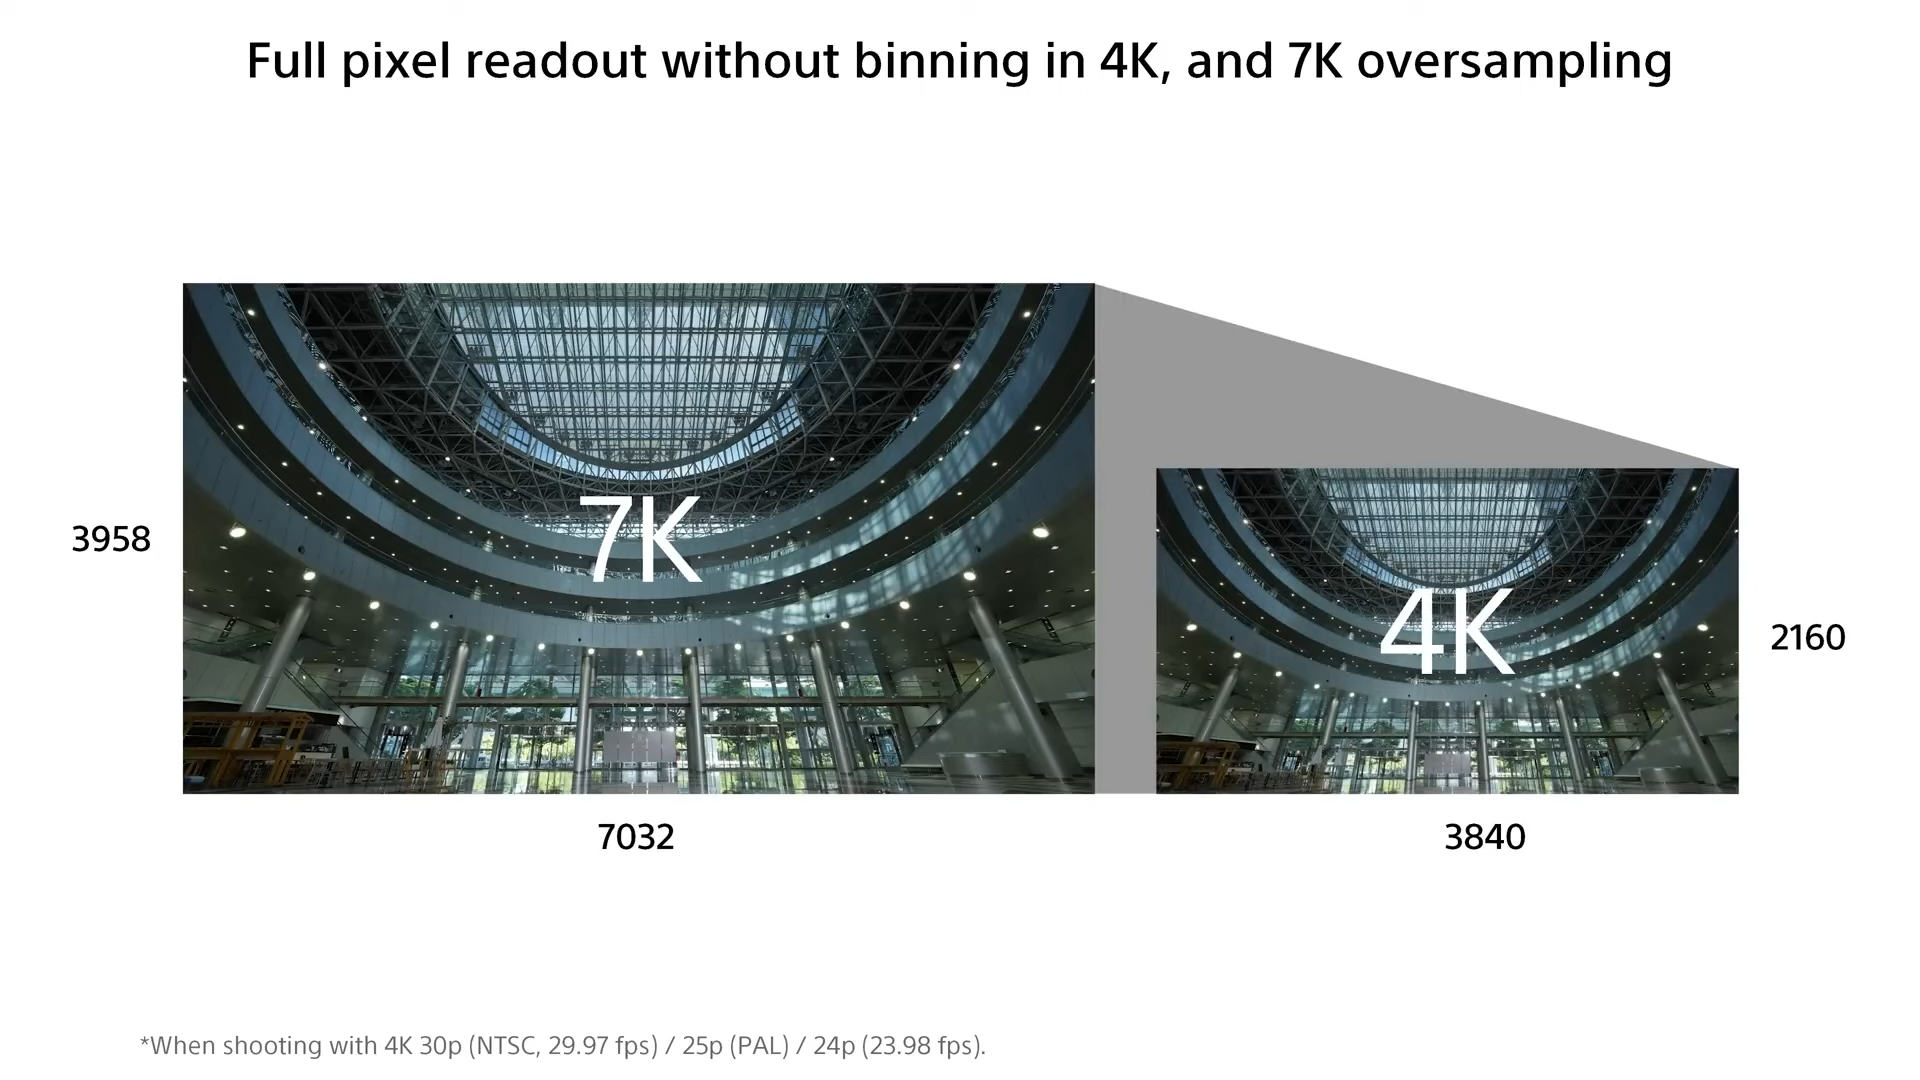 Full pixel readout without binning in 4K, and 7K oversampling
7K
3958
7032
4K
2160
3840
*When shooting with 4K 30p (NTSC, 29.97 fps) / 25p (PAL) / 24p (23.98 fps).